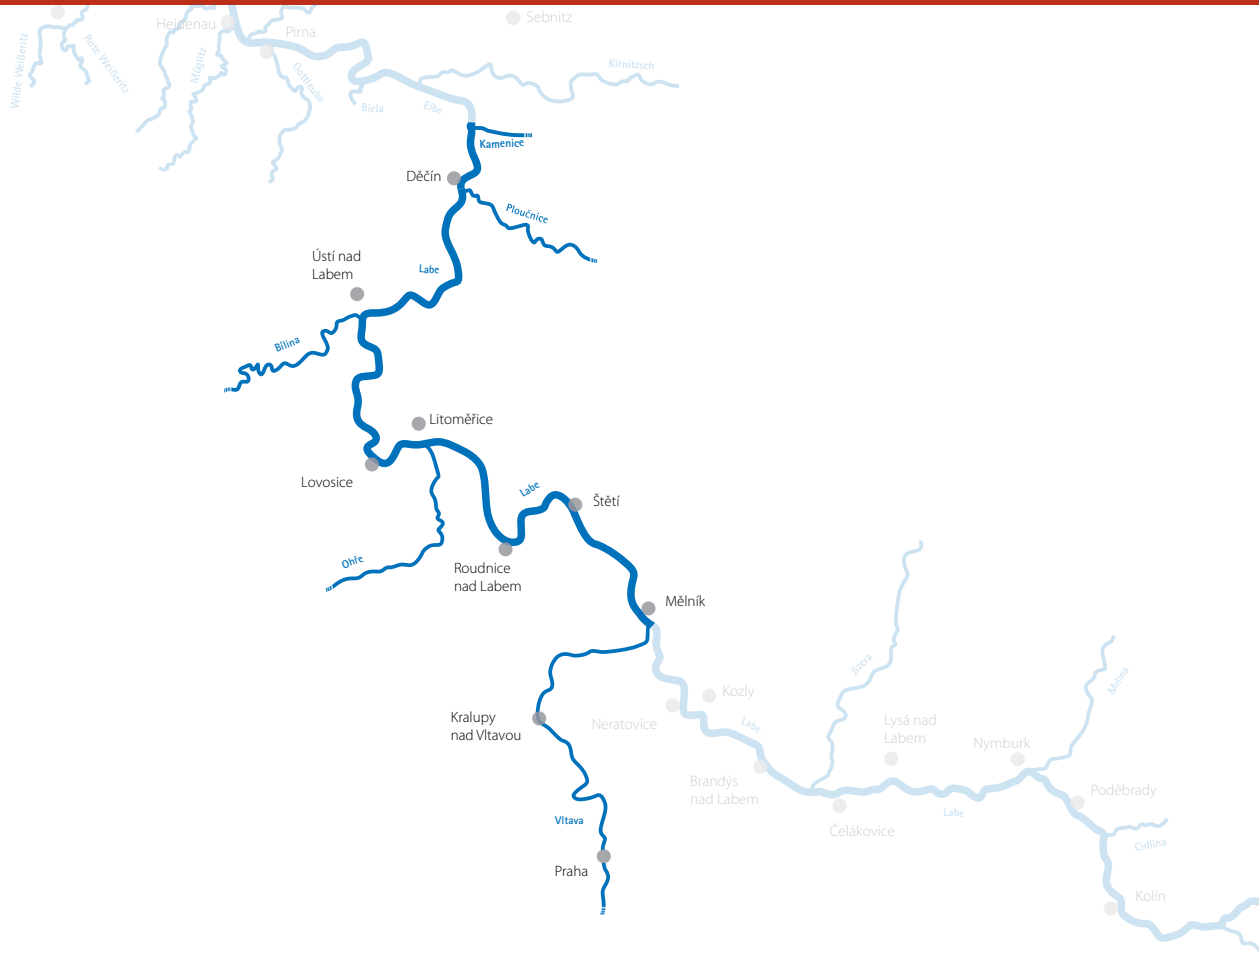 Sebnitz
Heidenau
Pirna
Wilde Weißeritz
Rote Weißeritz
Müglitz
Gottleuba
Kirnitzsch
Biela
Elbe
Kamenice
Děčín
Ploučnice
Ústí nad
Labem
Labe
Bílina
Litoměřice
Lovosice
Labe
Štětí
Ohře
Roudnice
nad Labem
Mělník
Jizera
Mrlina
Kozly
Neratovice
Kralupy
nad Vltavou
Labe
Lysá nad
Labem
Nymburk
Brandýs
nad Labem
Poděbrady
Vltava
Labe
Čelákovice
Cidlina
Praha
Kolín